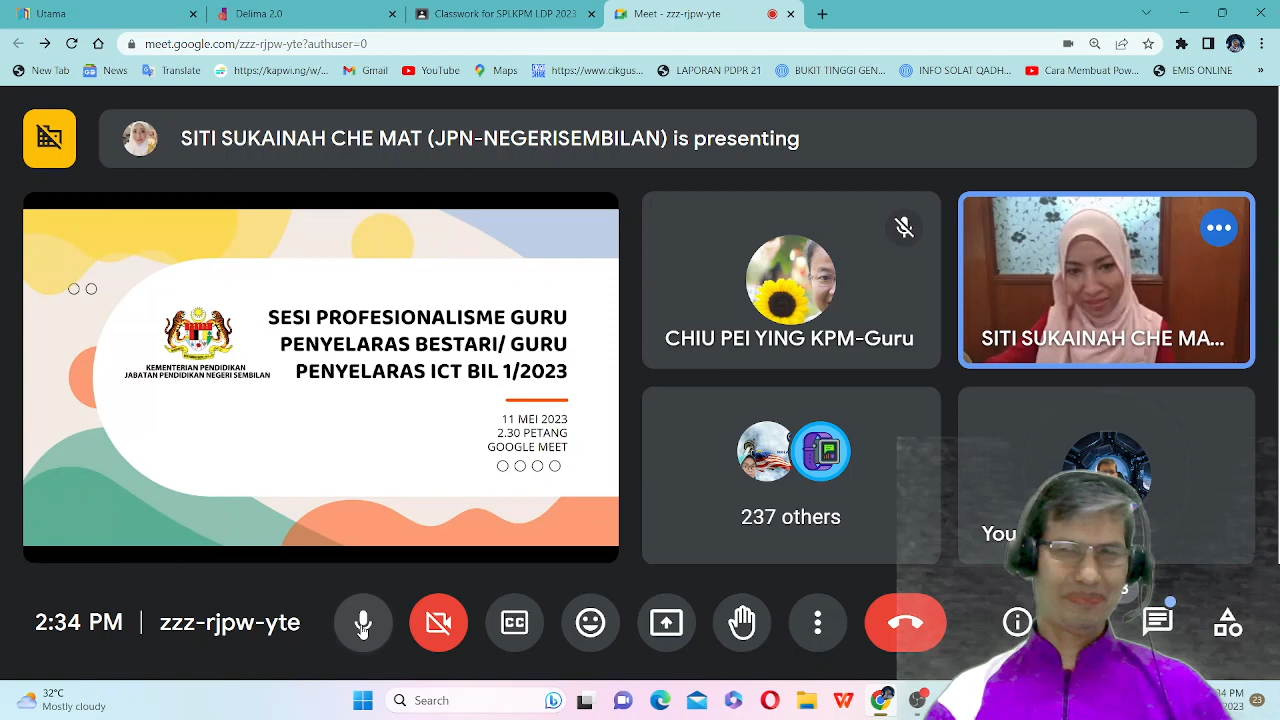 Utama
Delima 2.0
Classwork for SPLKPM LDP 2023
Meet - zzz-rjpw-yte
meet.google.com/zzz-rjpw-yte?authuser=0
New Tab
News
Translate
https://kapwi.ng/w/...
Gmail
YouTube
Maps
https://www.cikgus...
LAPORAN PDPR 21
BUKIT TINGGI GEN...
INFO SOLAT QADH...
Cara Membuat Pow...
EMIS ONLINE
»
SITI SUKAINAH CHE MAT (JPN-NEGERISEMBILAN) is presenting
SESI PROFESIONALISME GURU
PENYELARAS BESTARI/ GURU
PENYELARAS ICT BIL 1/2023
KEMENTERIAN PENDIDIKAN
JABATAN PENDIDIKAN NEGERI SEMBILAN
11 MEI 2023
2.30 PETANG
GOOGLE MEET
CHIU PEI YING KPM-Guru
SITI SUKAINAH CHE MA...
237 others
You
2:34 PM
zzz-rjpw-yte
CC
32°C
Mostly cloudy
Search
23